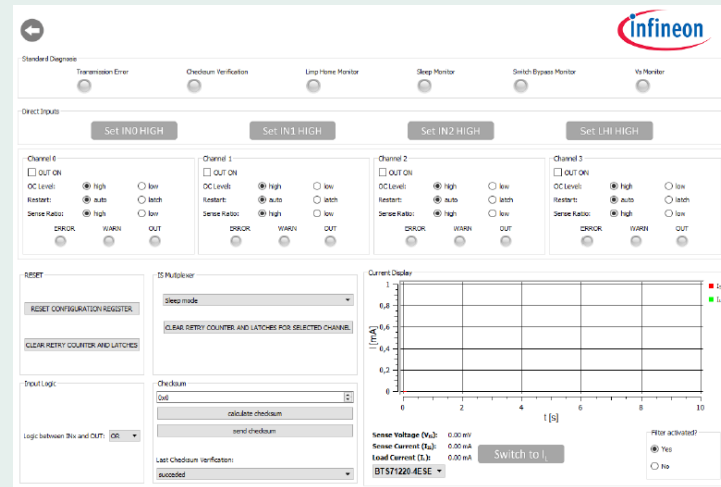 infineon
Standard Diagnosis
Transmission Error Checksum Verification Limp Home Monitor Sleep Monitor Switch Bypass Monitor Vs Monitor
Direct Inputs
Set IN0 HIGH Set IN1 HIGH Set IN2 HIGH Set LHI HIGH
Channel 0 Channel 1 Channel 2 Channel 3
OUT ON OUT ON OUT ON OUT ON
OC Level: high low OC Level: high low OC Level: high low OC Level: high low
Restart: auto latch Restart: auto latch Restart: auto latch Restart: auto latch
Sense Ratio: high low Sense Ratio: high low Sense Ratio: high low Sense Ratio: high low
ERROR WARN OUT ERROR WARN OUT ERROR WARN OUT ERROR WARN OUT
RESET IS Multiplexer Current Display
RESET CONFIGURATION REGISTER
CLEAR RETRY COUNTER AND LATCHES
Sleep mode
CLEAR RETRY COUNTER AND LATCHES FOR SELECTED CHANNEL
I [mA]
1
0,8
0,6
0,4
0,2
0
0 2 4 6 8 10
t [s]
Input Logic
Logic between INx and OUT: OR
Checksum
0x0
calculate checksum
send checksum
Last Checksum Verification:
succeded
Sense Voltage 0.00 mV
Sense Current 0.00 mA
Load Current (IL): 0.00 mA
BTS71220-4ESE
Switch to IL
Filter activated?
Yes
No